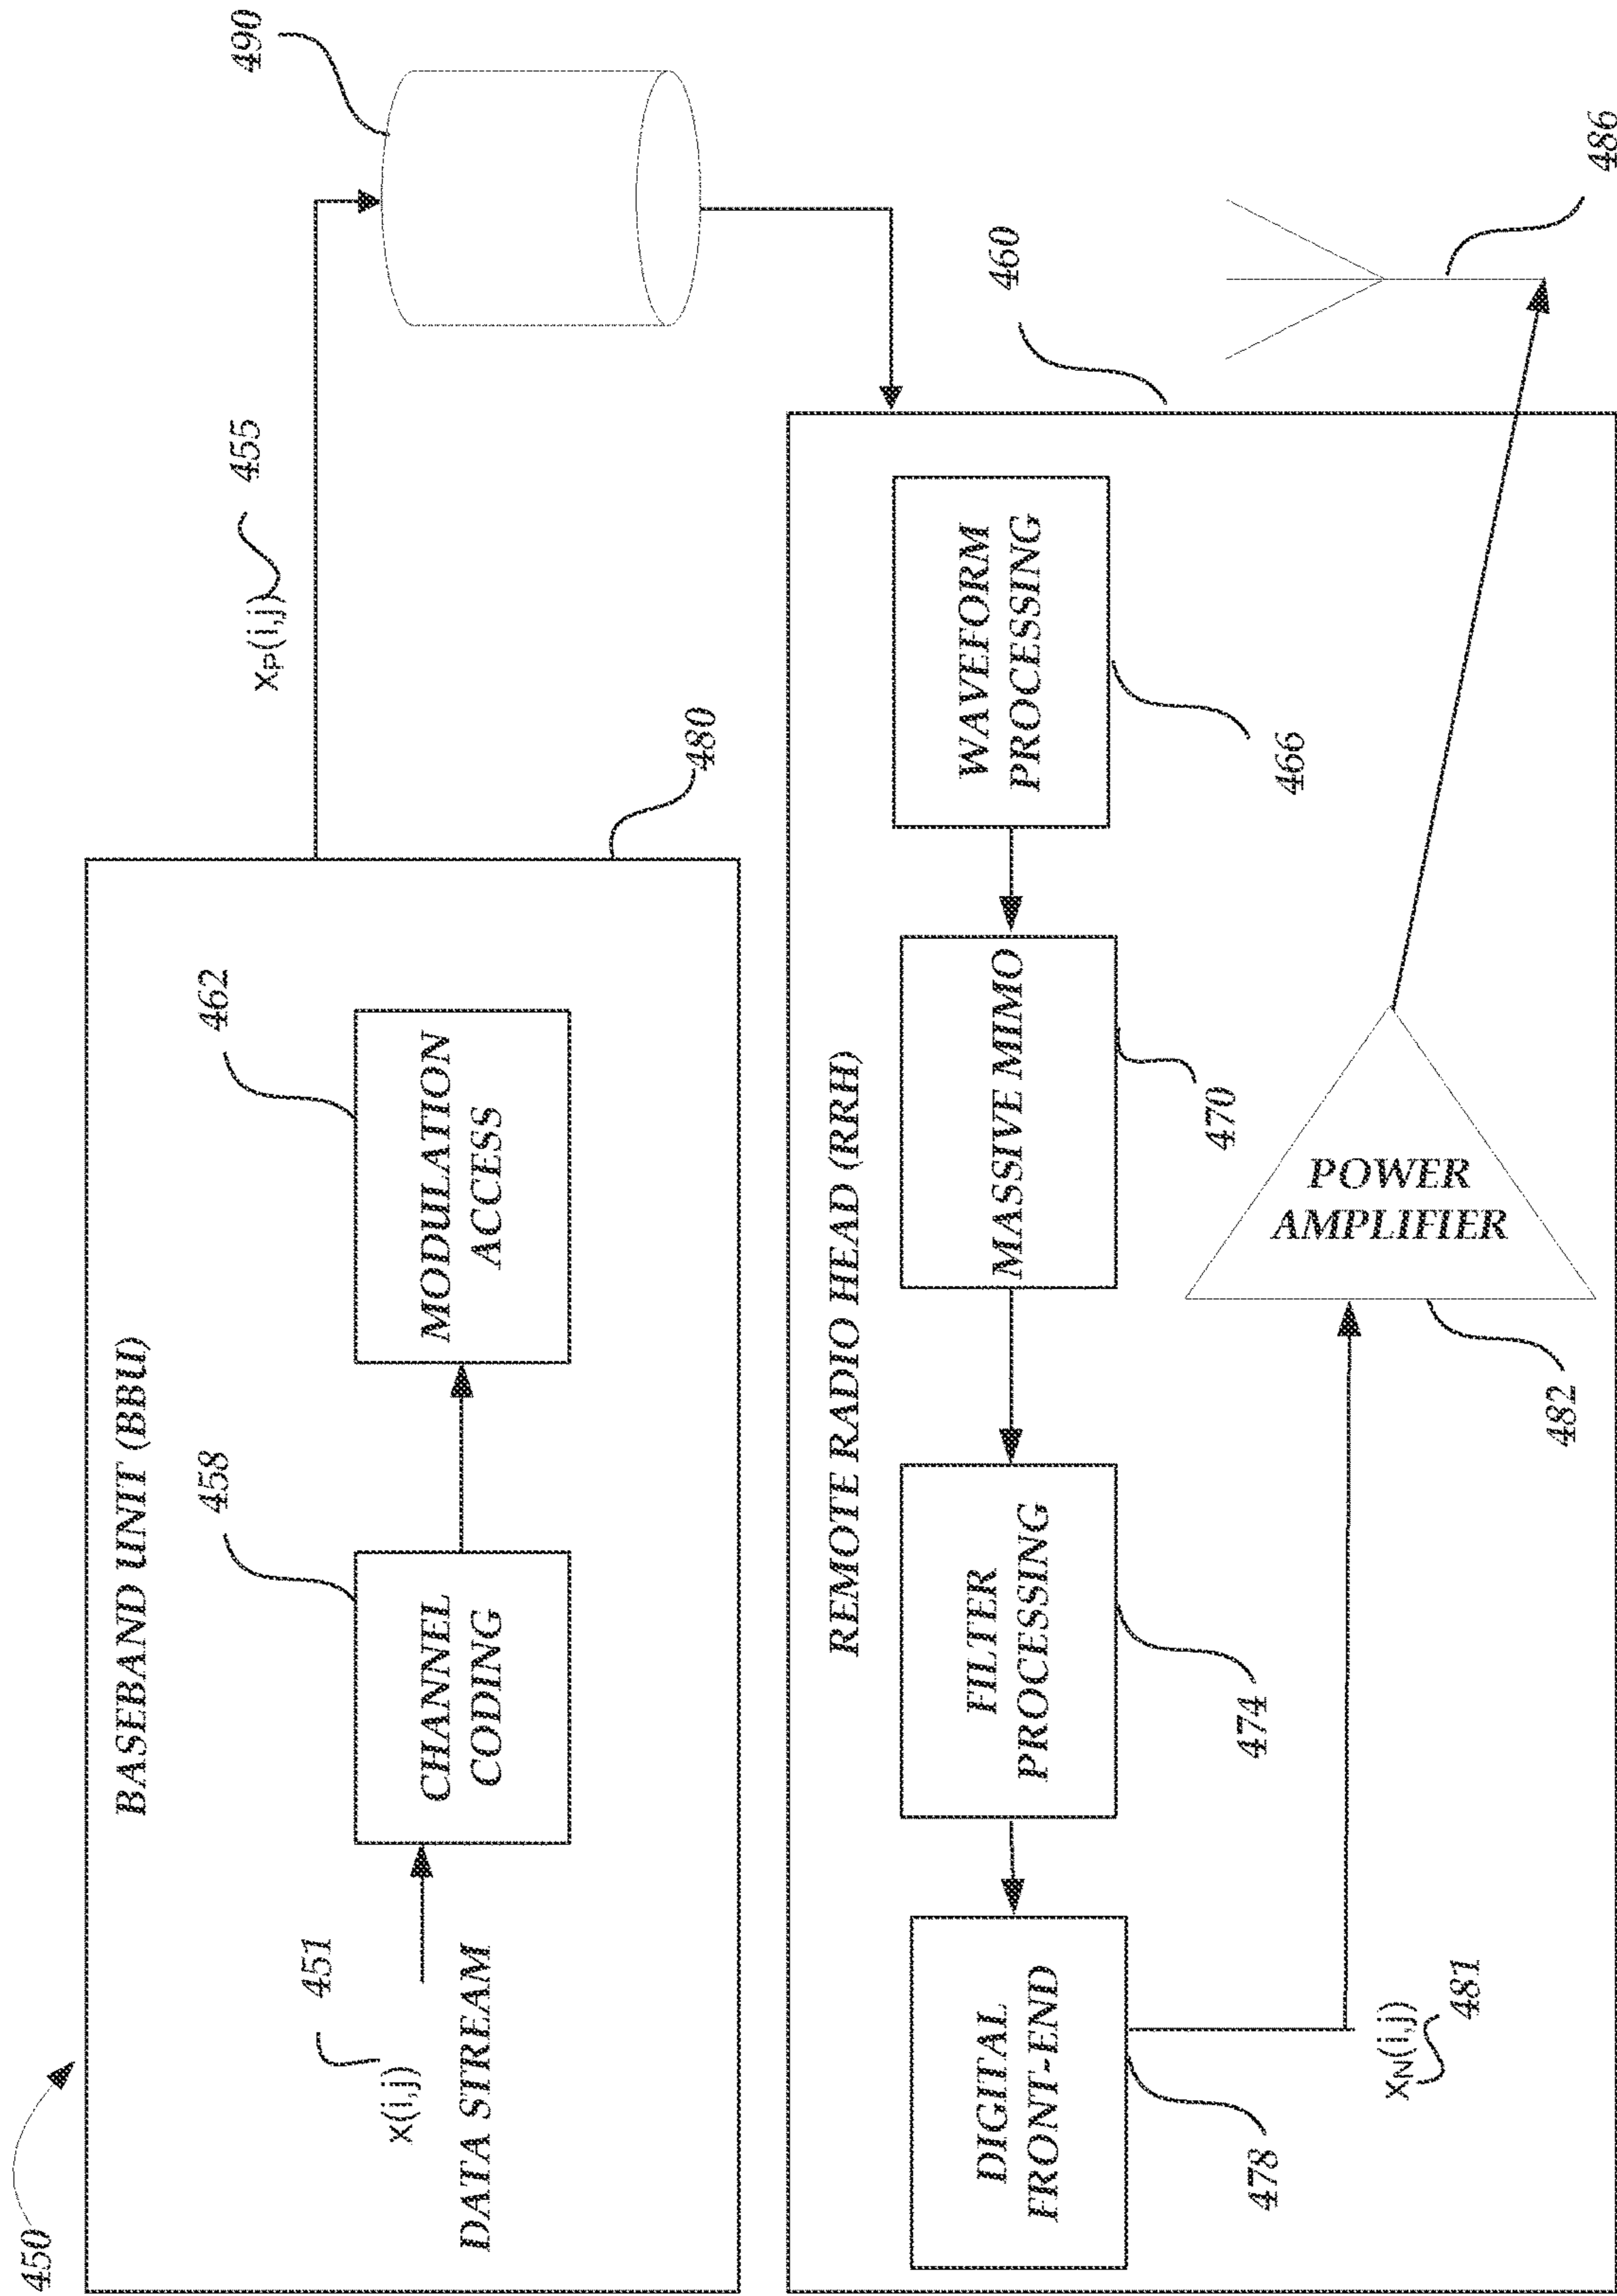 450
BASEBAND UNIT (BBU)
451
x(i,j)
DATA STREAM
458
CHANNEL
CODING
462
MODULATION
ACCESS
480
xP(i,j)
455
490
REMOTE RADIO HEAD (RRH)
460
WAVEFORM
PROCESSING
466
MASSIVE MIMO
470
FILTER
PROCESSING
474
DIGITAL
FRONT-END
478
xN(i,j)
481
POWER
AMPLIFIER
482
486